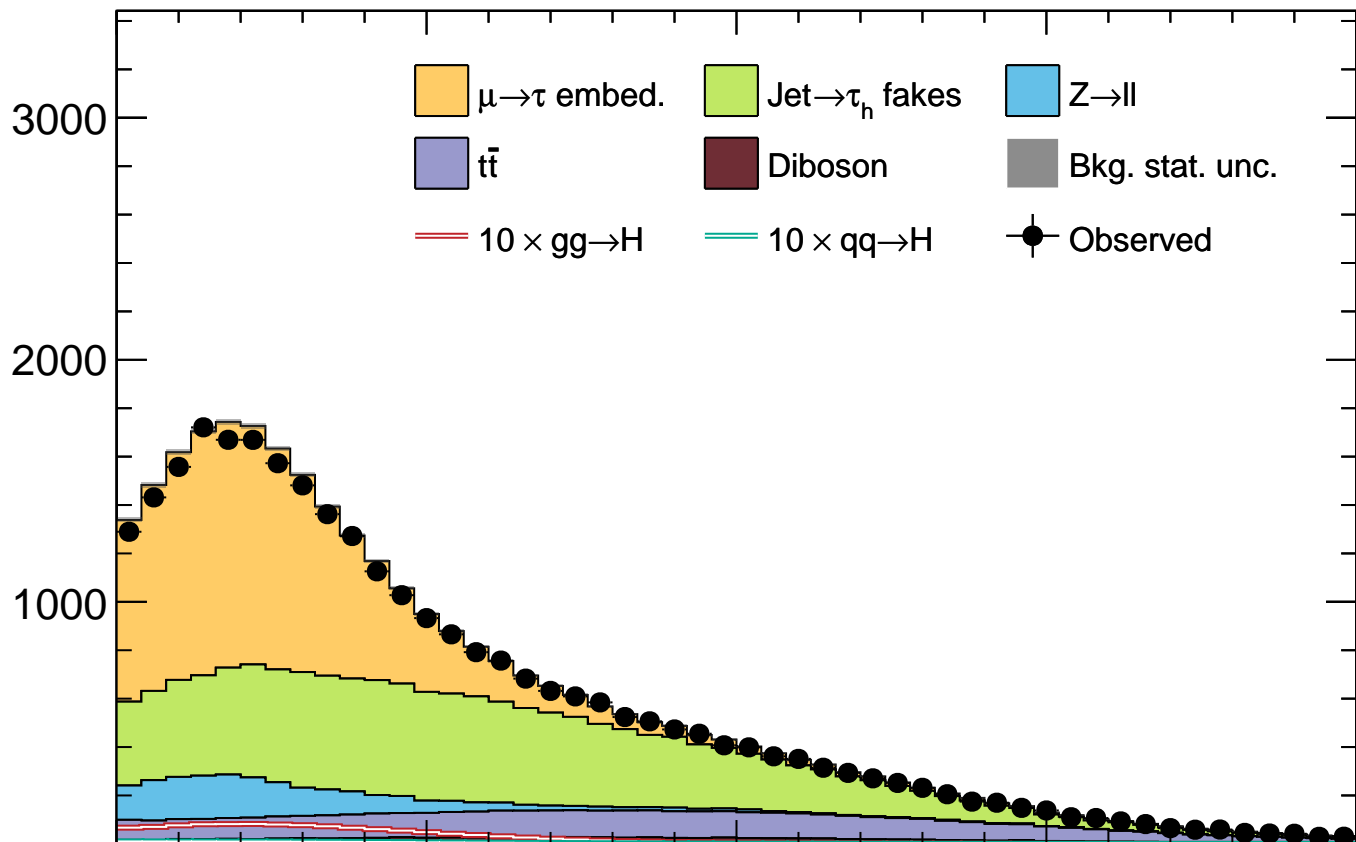 μ→τ embed. Jet→τₕ fakes Z→ll
3000
tt̄ Diboson Bkg. stat. unc.
10 × gg→H 10 × qq→H Observed
2000
1000